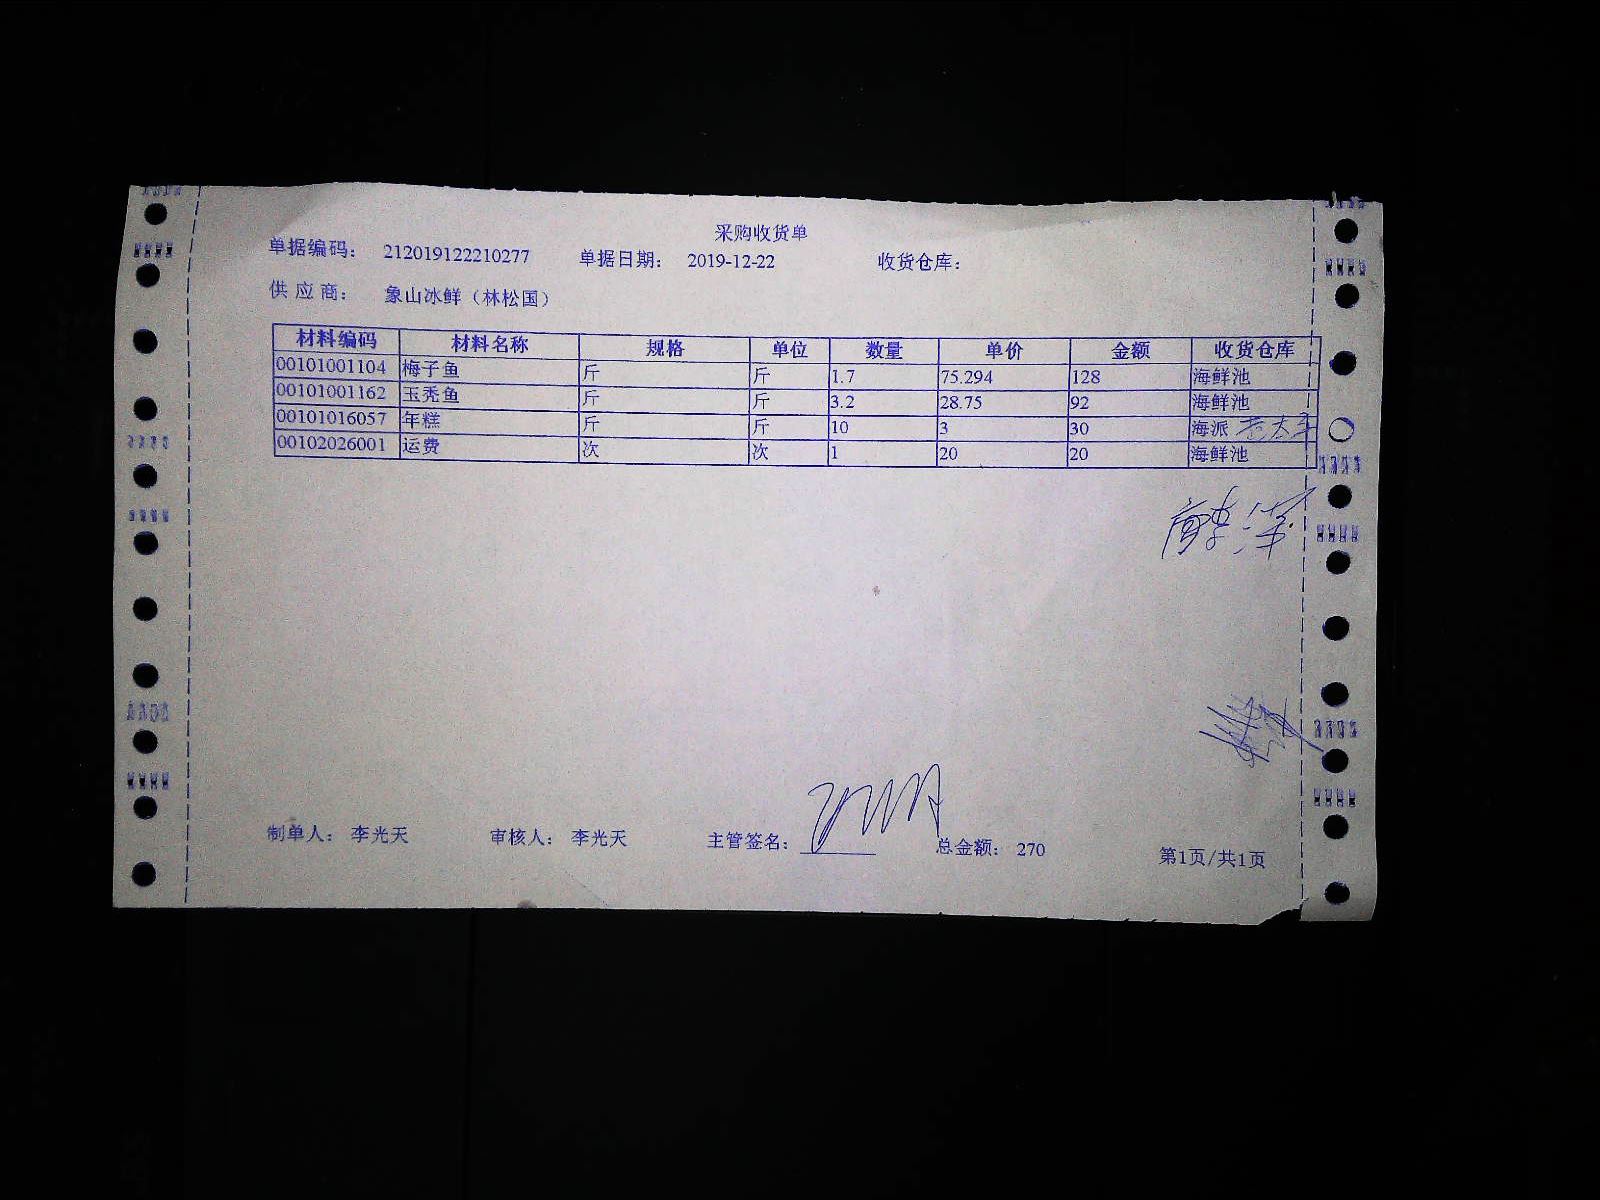 采购收货单
单据编码： 212019122210277 单据日期： 2019-12-22 收货仓库：
供 应 商： 象山冰鲜（林松国）
材料编码 材料名称 规格 单位 数量 单价 金额 收货仓库
00101001104 梅子鱼 斤 斤 1.7 75.294 128 海鲜池
00101001162 玉秃鱼 斤 斤 3.2 28.75 92 海鲜池
00101016057 年糕 斤 斤 10 3 30 海派
00102026001 运费 次 次 1 20 20 海鲜池
制单人： 李光天 审核人： 李光天 主管签名： 总金额： 270 第1页/共1页